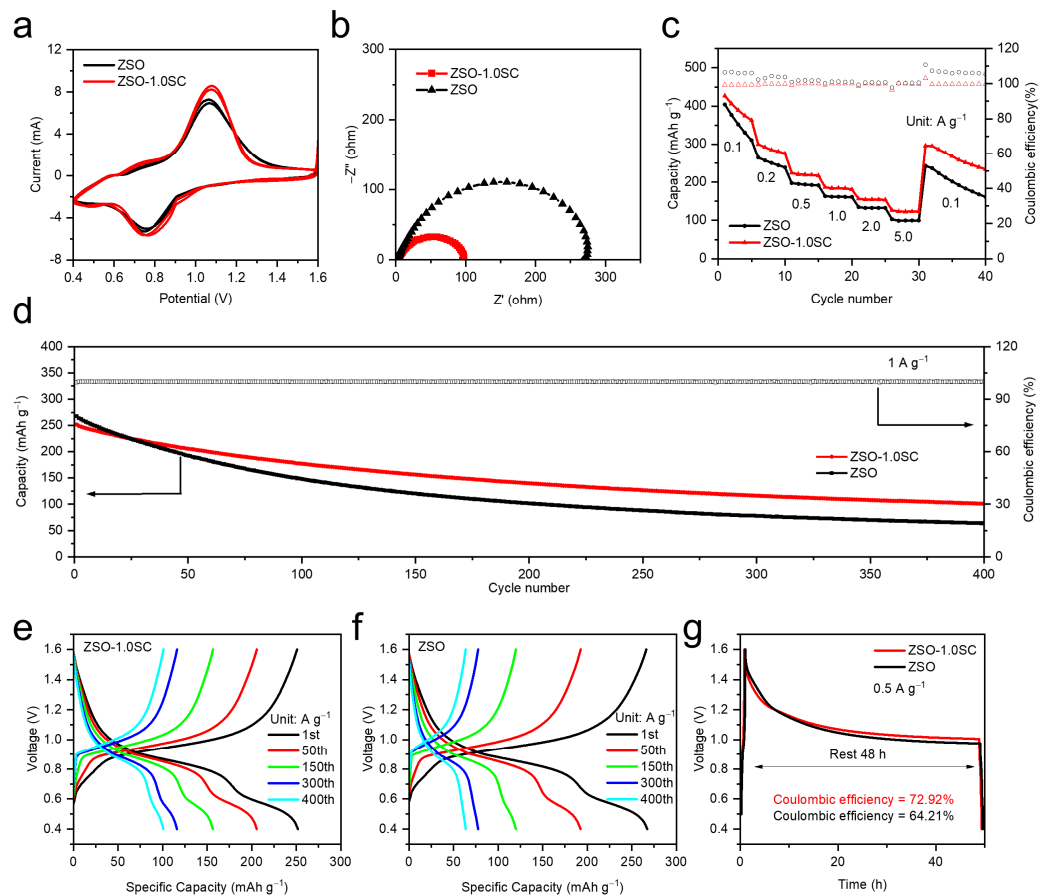 a
ZSO
ZSO-1.0SC
Current (mA)
8
4
0
-4
-8
0.4 0.6 0.8 1.0 1.2 1.4 1.6
Potential (V)
b
ZSO-1.0SC
ZSO
−Z" (ohm)
300
200
100
0
0 100 200 300
Z' (ohm)
c
Capacity (mAh g⁻¹)
500
400
300
200
100
0
Unit: A g⁻¹
0.1
0.2
0.5
1.0
2.0
5.0
0.1
ZSO
ZSO-1.0SC
120
100
80
60
40
20
0
Coulombic efficiency(%)
0 10 20 30 40
Cycle number
d
Capacity (mAh g⁻¹)
400
350
300
250
200
150
100
50
0
1 A g⁻¹
ZSO-1.0SC
ZSO
120
90
60
30
0
Coulombic efficiency (%)
0 50 100 150 200 250 300 350 400
Cycle number
e
ZSO-1.0SC
Voltage (V)
1.6
1.4
1.2
1.0
0.8
0.6
0.4
Unit: A g⁻¹
1st
50th
150th
300th
400th
0 50 100 150 200 250 300
Specific Capacity (mAh g⁻¹)
f
ZSO
Voltage (V)
1.6
1.4
1.2
1.0
0.8
0.6
0.4
Unit: A g⁻¹
1st
50th
150th
300th
400th
0 50 100 150 200 250 300
Specific Capacity (mAh g⁻¹)
g
ZSO-1.0SC
ZSO
0.5 A g⁻¹
Voltage (V)
1.6
1.4
1.2
1.0
0.8
0.6
0.4
Rest 48 h
Coulombic efficiency = 72.92%
Coulombic efficiency = 64.21%
0 20 40
Time (h)